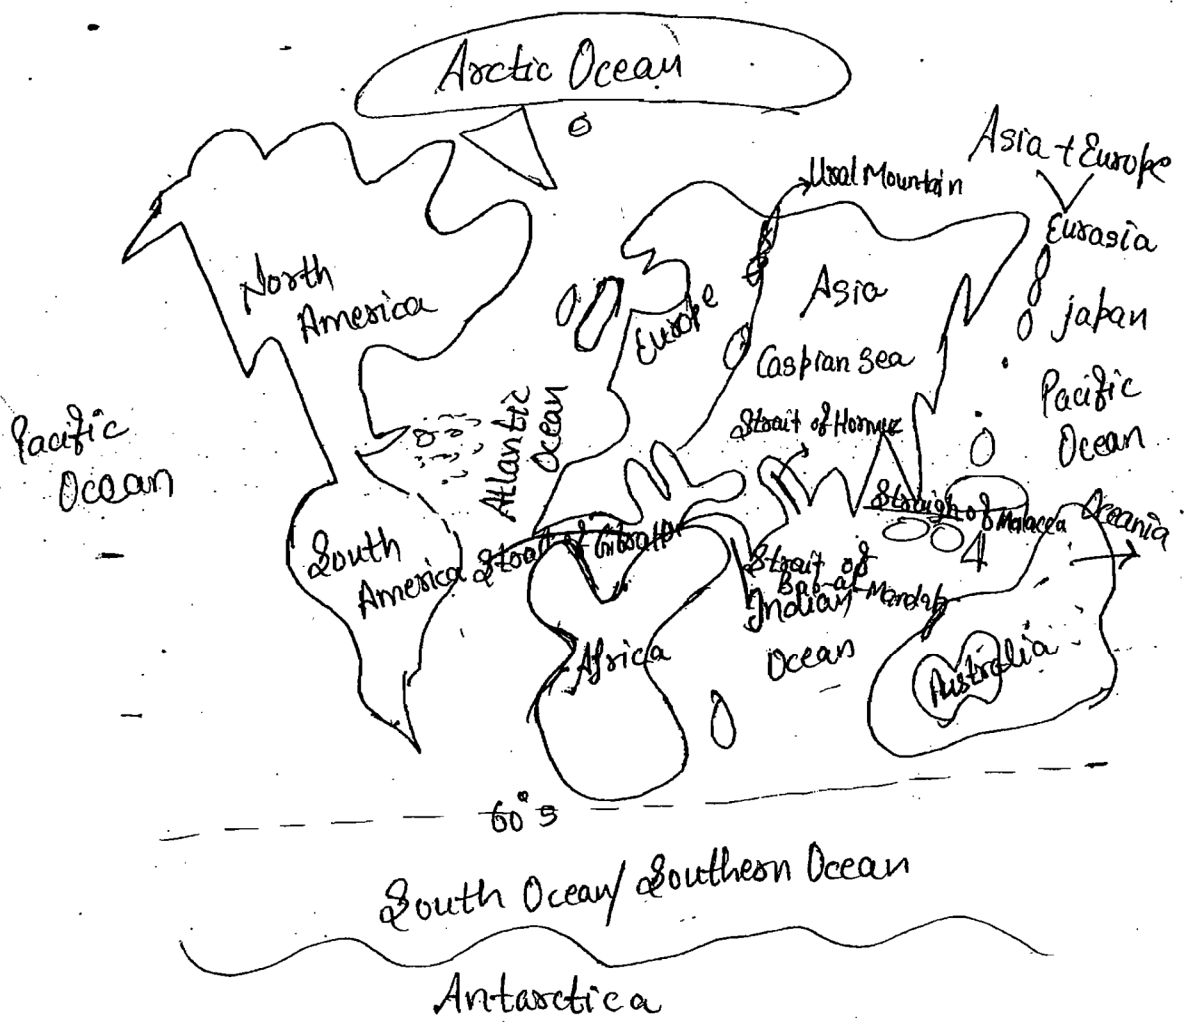 Arctic Ocean
Asia + Europe
Ural Mountain
Eurasia
North
America
Asia
Europe
Japan
Caspian Sea
Pacific
Ocean
Pacific
Ocean
Atlantic
Ocean
Strait of Hormuz
Straigh of Malacca
Oceania
South
America
Strait of Gibralter
Strait of
Bab-al-Mandab
Indian
Ocean
Africa
Australia
60°S
South Ocean/Southern Ocean
Antarctica